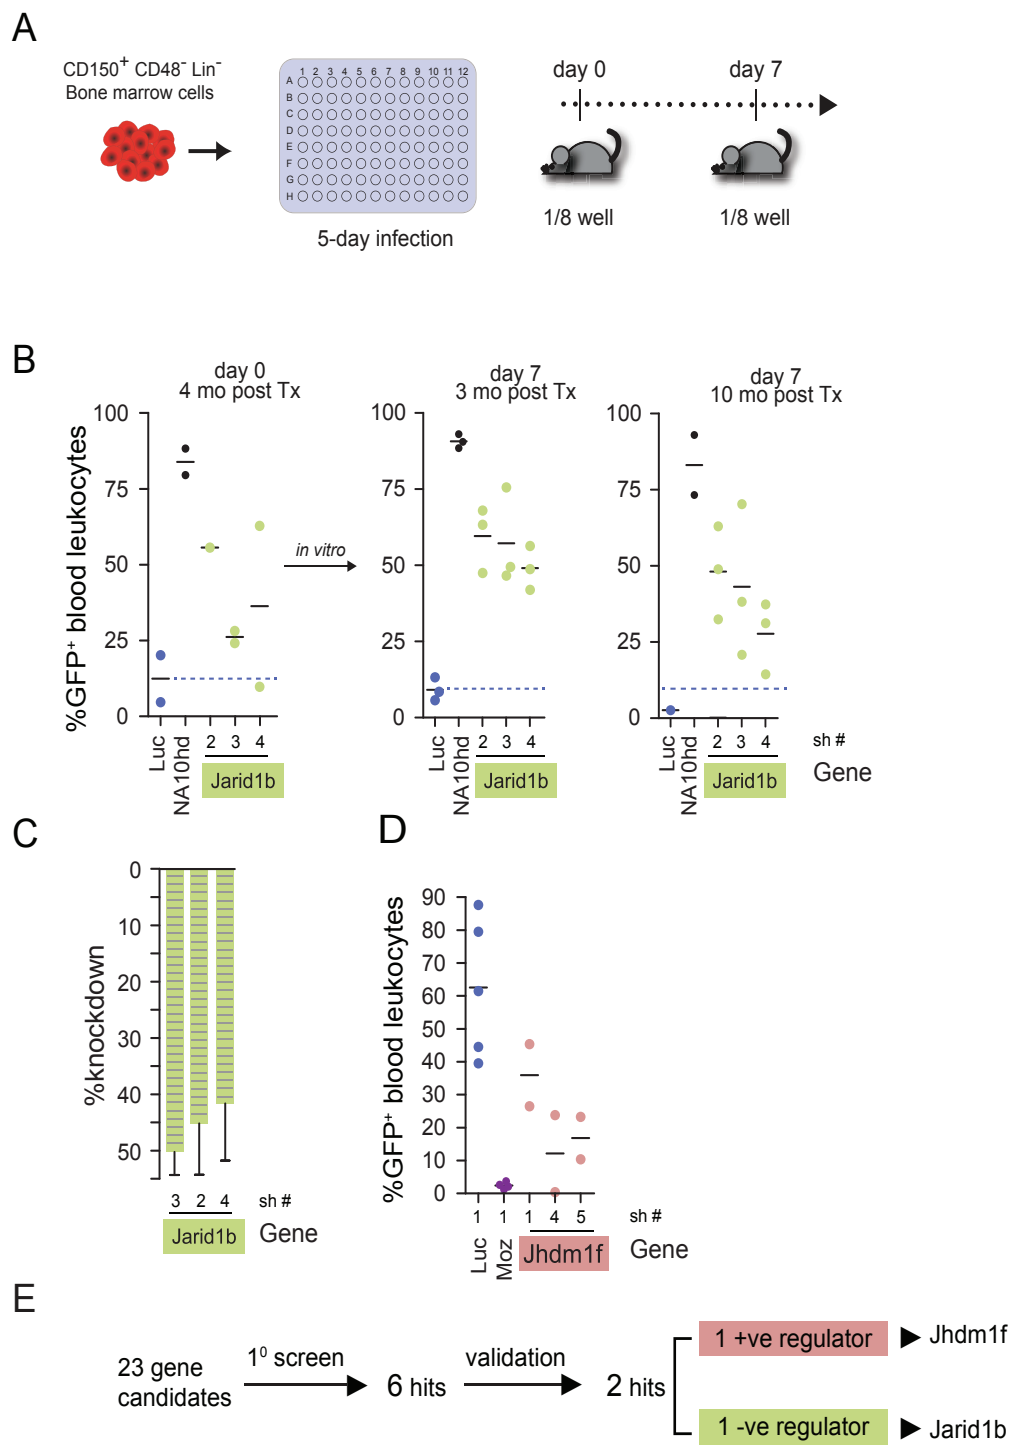 A
CD150+ CD48- Lin-
Bone marrow cells
1 2 3 4 5 6 7 8 9 10 11 12
A
B
C
D
E
F
G
H
5-day infection
day 0
day 7
1/8 well
1/8 well
B
day 0
4 mo post Tx
day 7
3 mo post Tx
day 7
10 mo post Tx
%GFP+ blood leukocytes
100
75
50
25
0
in vitro
100
75
50
25
0
100
75
50
25
0
Luc
NA10hd
2 3 4
Jarid1b
Luc
NA10hd
2 3 4
Jarid1b
Luc
NA10hd
2 3 4
Jarid1b
sh #
Gene
C
%knockdown
0
10
20
30
40
50
3 2 4
sh #
Jarid1b
Gene
D
%GFP+ blood leukocytes
90
80
70
60
50
40
30
20
10
0
1 1 1 4 5
sh #
Luc
Moz
Jhdm1f
Gene
E
23 gene
candidates
1⁰ screen
6 hits
validation
2 hits
1 +ve regulator
Jhdm1f
1 -ve regulator
Jarid1b